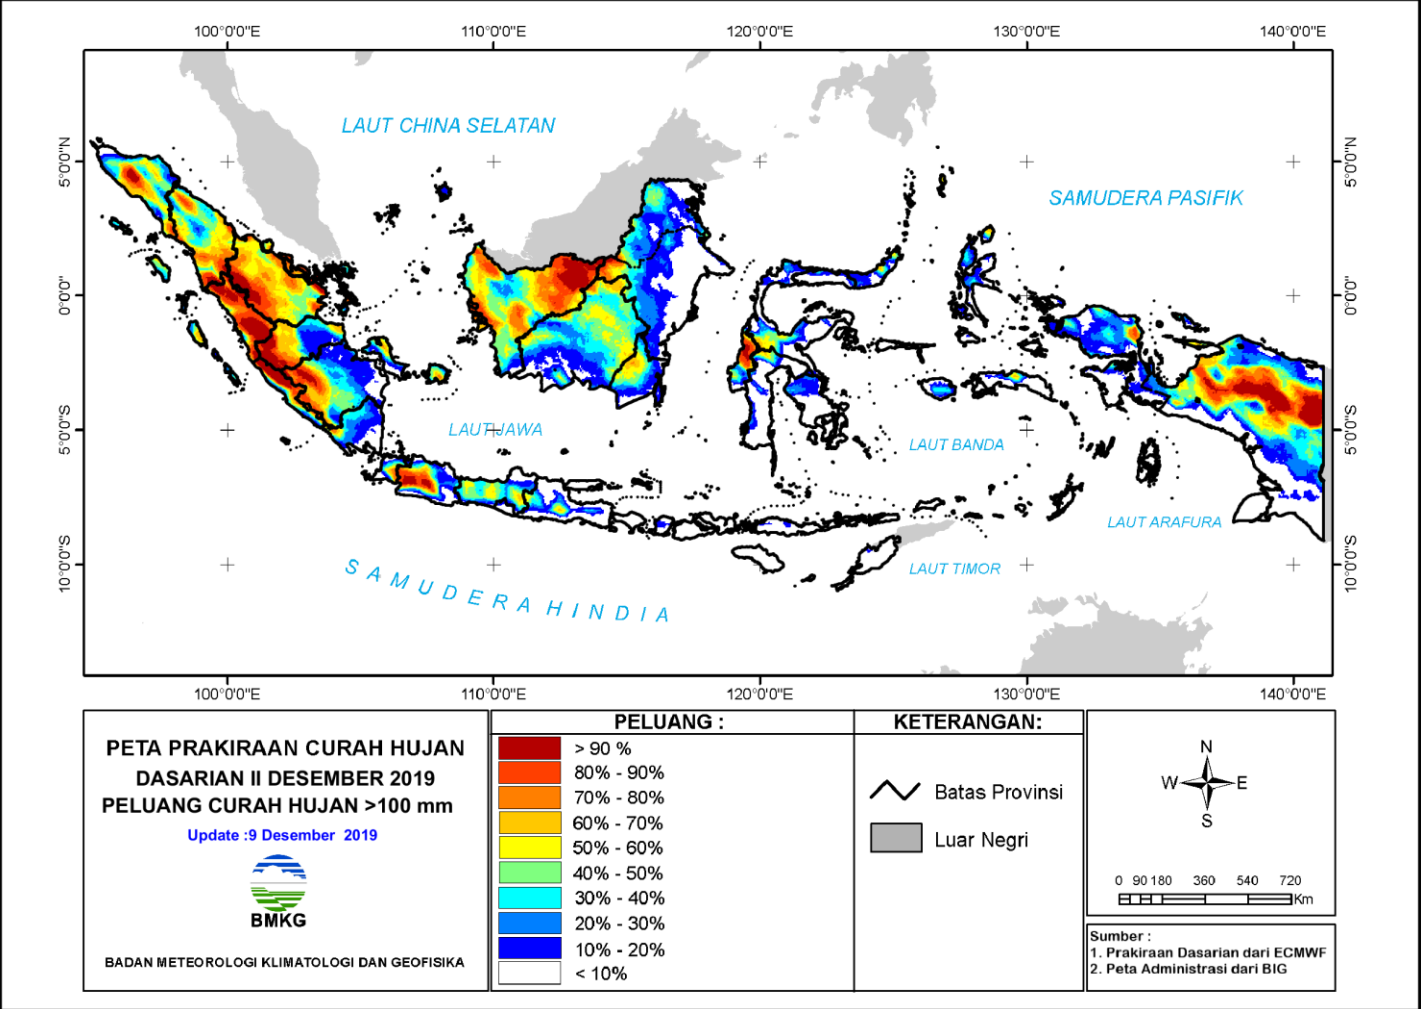 100°0'0"E 110°0'0"E 120°0'0"E 130°0'0"E 140°0'0"E
LAUT CHINA SELATAN
SAMUDERA PASIFIK
5°0'0"N
5°0'0"N
0°0'0"
0°0'0"
LAUT JAWA
LAUT BANDA
5°0'0"S
5°0'0"S
LAUT ARAFURA
LAUT TIMOR
10°0'0"S
10°0'0"S
SAMUDERA HINDIA
100°0'0"E 110°0'0"E 120°0'0"E 130°0'0"E 140°0'0"E
PETA PRAKIRAAN CURAH HUJAN
DASARIAN II DESEMBER 2019
PELUANG CURAH HUJAN >100 mm
Update :9 Desember 2019
BMKG
BADAN METEOROLOGI KLIMATOLOGI DAN GEOFISIKA
PELUANG :
> 90 %
80% - 90%
70% - 80%
60% - 70%
50% - 60%
40% - 50%
30% - 40%
20% - 30%
10% - 20%
< 10%
KETERANGAN:
Batas Provinsi
Luar Negri
N
W E
S
0 90 180 360 540 720
Km
Sumber :
1. Prakiraan Dasarian dari ECMWF
2. Peta Administrasi dari BIG